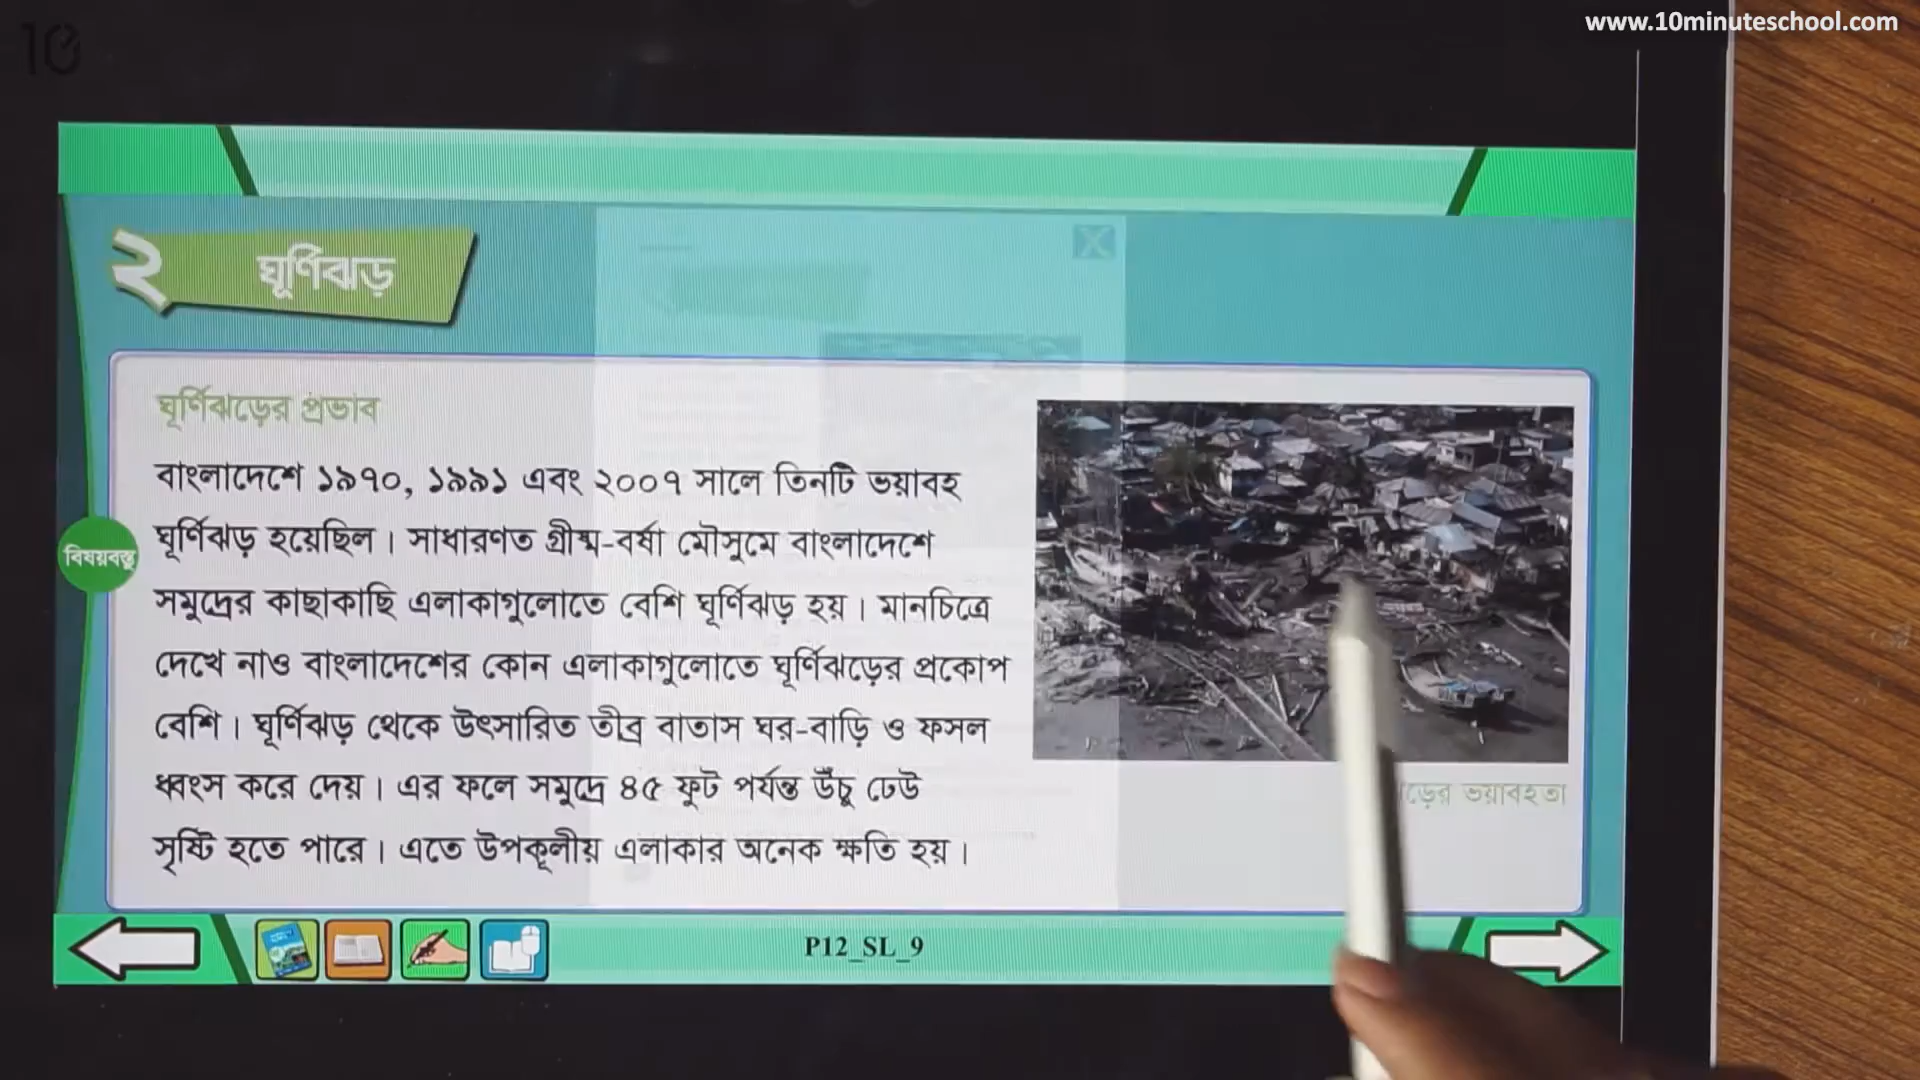 www.10minuteschool.com
10
২ ঘূর্ণিঝড়
ঘূর্ণিঝড়ের প্রভাব
বাংলাদেশে ১৯৭০, ১৯৯১ এবং ২০০৭ সালে তিনটি ভয়াবহ
ঘূর্ণিঝড় হয়েছিল। সাধারণত গ্রীষ্ম-বর্ষা মৌসুমে বাংলাদেশে
সমুদ্রের কাছাকাছি এলাকাগুলোতে বেশি ঘূর্ণিঝড় হয়। মানচিত্রে
দেখে নাও বাংলাদেশের কোন এলাকাগুলোতে ঘূর্ণিঝড়ের প্রকোপ
বেশি। ঘূর্ণিঝড় থেকে উৎসারিত তীব্র বাতাস ঘর-বাড়ি ও ফসল
ধ্বংস করে দেয়। এর ফলে সমুদ্রে ৪৫ ফুট পর্যন্ত উঁচু ঢেউ
সৃষ্টি হতে পারে। এতে উপকূলীয় এলাকার অনেক ক্ষতি হয়।
বিষয়বস্তু
ভয়াবহতা
P12_SL_9